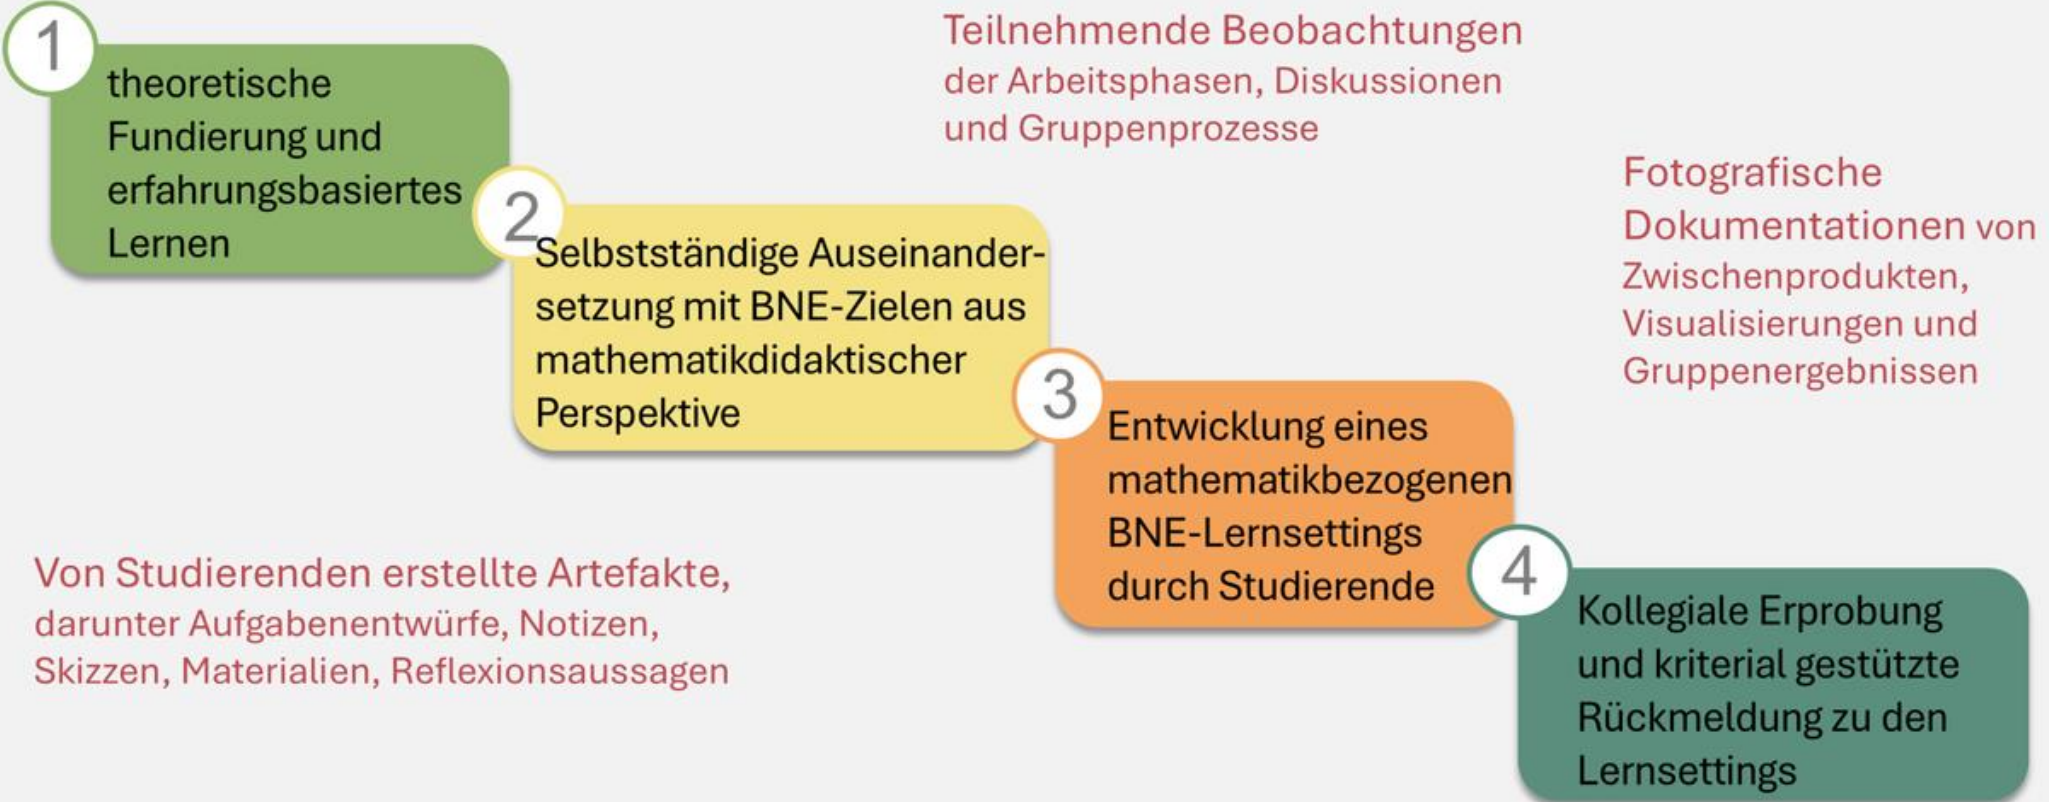 1
theoretische
Fundierung und
erfahrungsbasiertes
Lernen
2
Selbstständige Auseinander-
setzung mit BNE-Zielen aus
mathematikdidaktischer
Perspektive
3
Entwicklung eines
mathematikbezogenen
BNE-Lernsettings
durch Studierende
4
Kollegiale Erprobung
und kriterial gestützte
Rückmeldung zu den
Lernsettings
Teilnehmende Beobachtungen
der Arbeitsphasen, Diskussionen
und Gruppenprozesse
Fotografische
Dokumentationen von
Zwischenprodukten,
Visualisierungen und
Gruppenergebnissen
Von Studierenden erstellte Artefakte,
darunter Aufgabenentwürfe, Notizen,
Skizzen, Materialien, Reflexionsaussagen